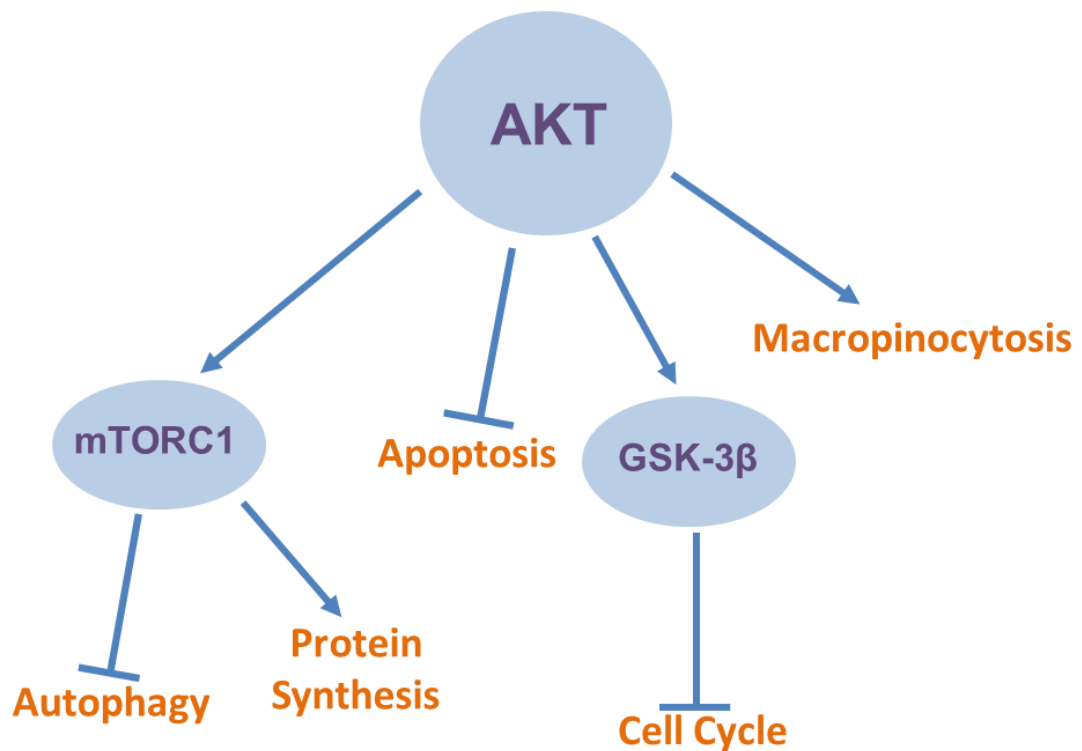 AKT
Macropinocytosis
mTORC1
Apoptosis
GSK-3β
Protein
Synthesis
Autophagy
Cell Cycle